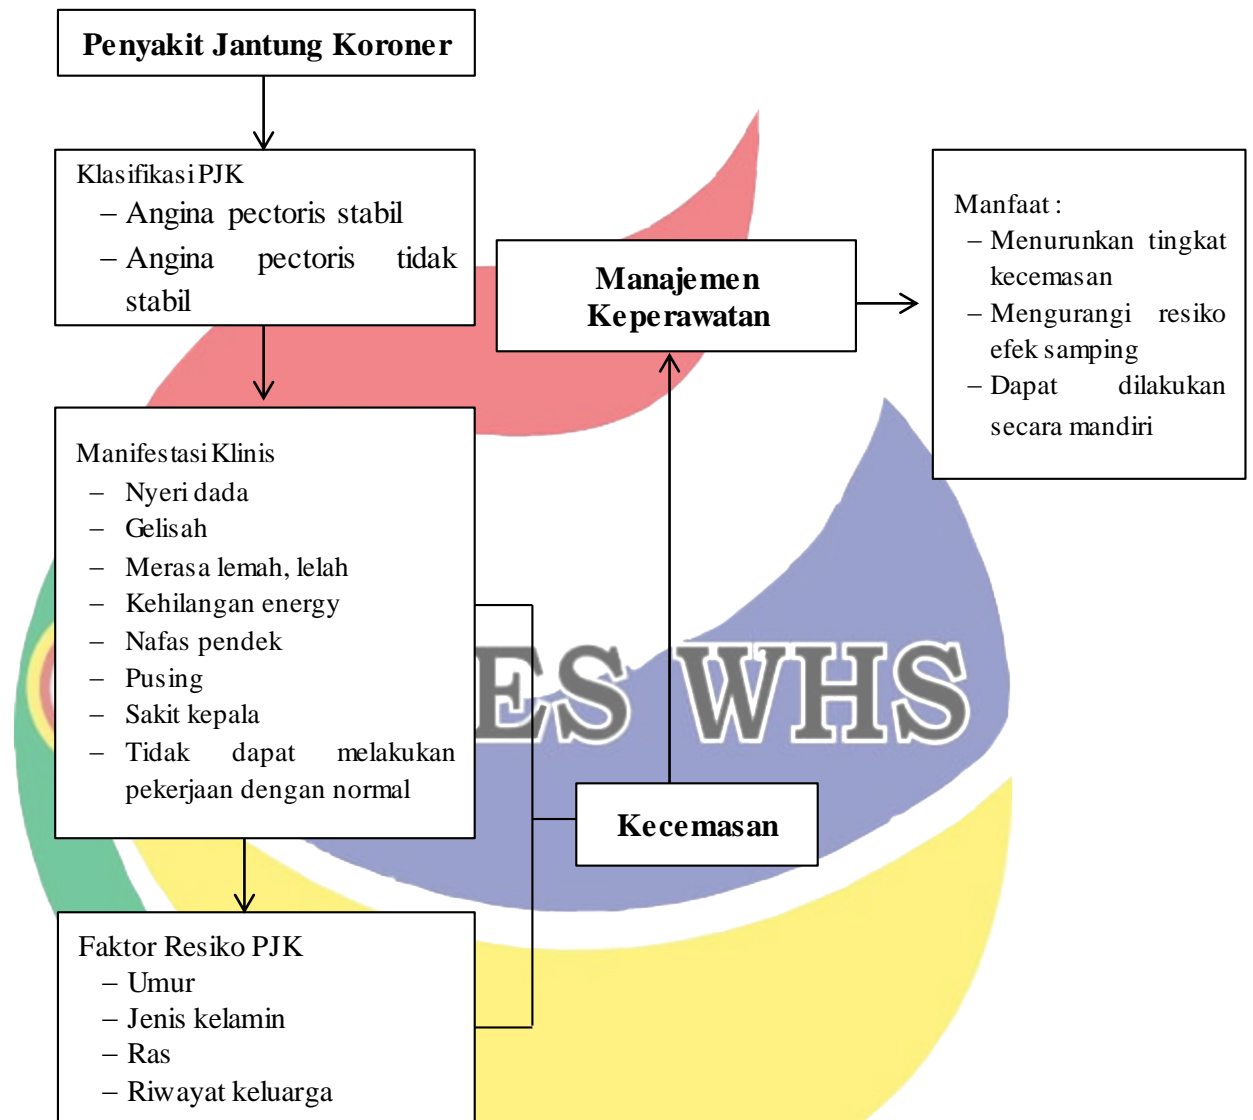 Penyakit Jantung Koroner
Klasifikasi PJK
– Angina pectoris stabil
– Angina pectoris tidak
stabil
Manifestasi Klinis
– Nyeri dada
– Gelisah
– Merasa lemah, lelah
– Kehilangan energy
– Nafas pendek
– Pusing
– Sakit kepala
– Tidak dapat melakukan
pekerjaan dengan normal
Faktor Resiko PJK
– Umur
– Jenis kelamin
– Ras
– Riwayat keluarga
Manajemen
Keperawatan
Kecemasan
Manfaat :
– Menurunkan tingkat
kecemasan
– Mengurangi resiko
efek samping
– Dapat dilakukan
secara mandiri
ES WHS